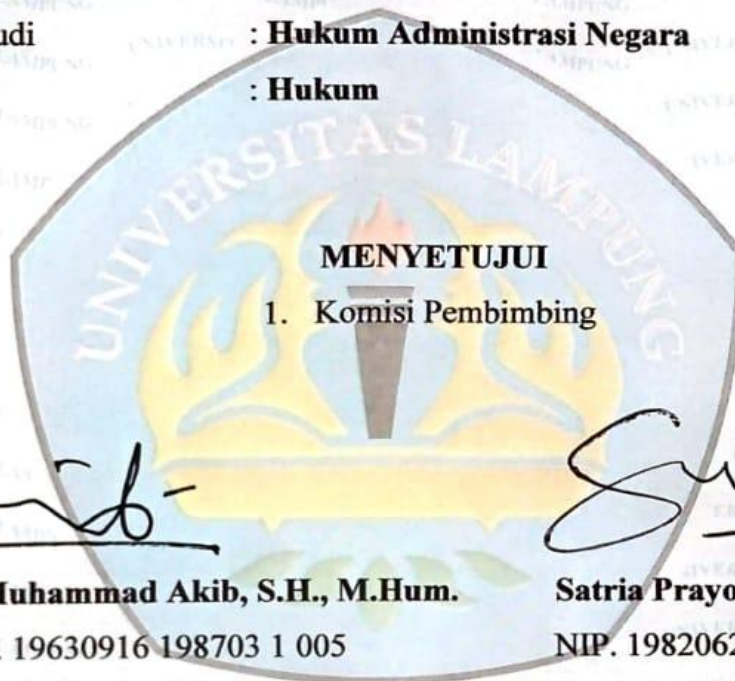 udi : Hukum Administrasi Negara
: Hukum
UNIVERSITAS LAMPUNG
MENYETUJUI
1. Komisi Pembimbing
Muhammad Akib, S.H., M.Hum. Satria Prayo
19630916 198703 1 005 NIP. 1982062